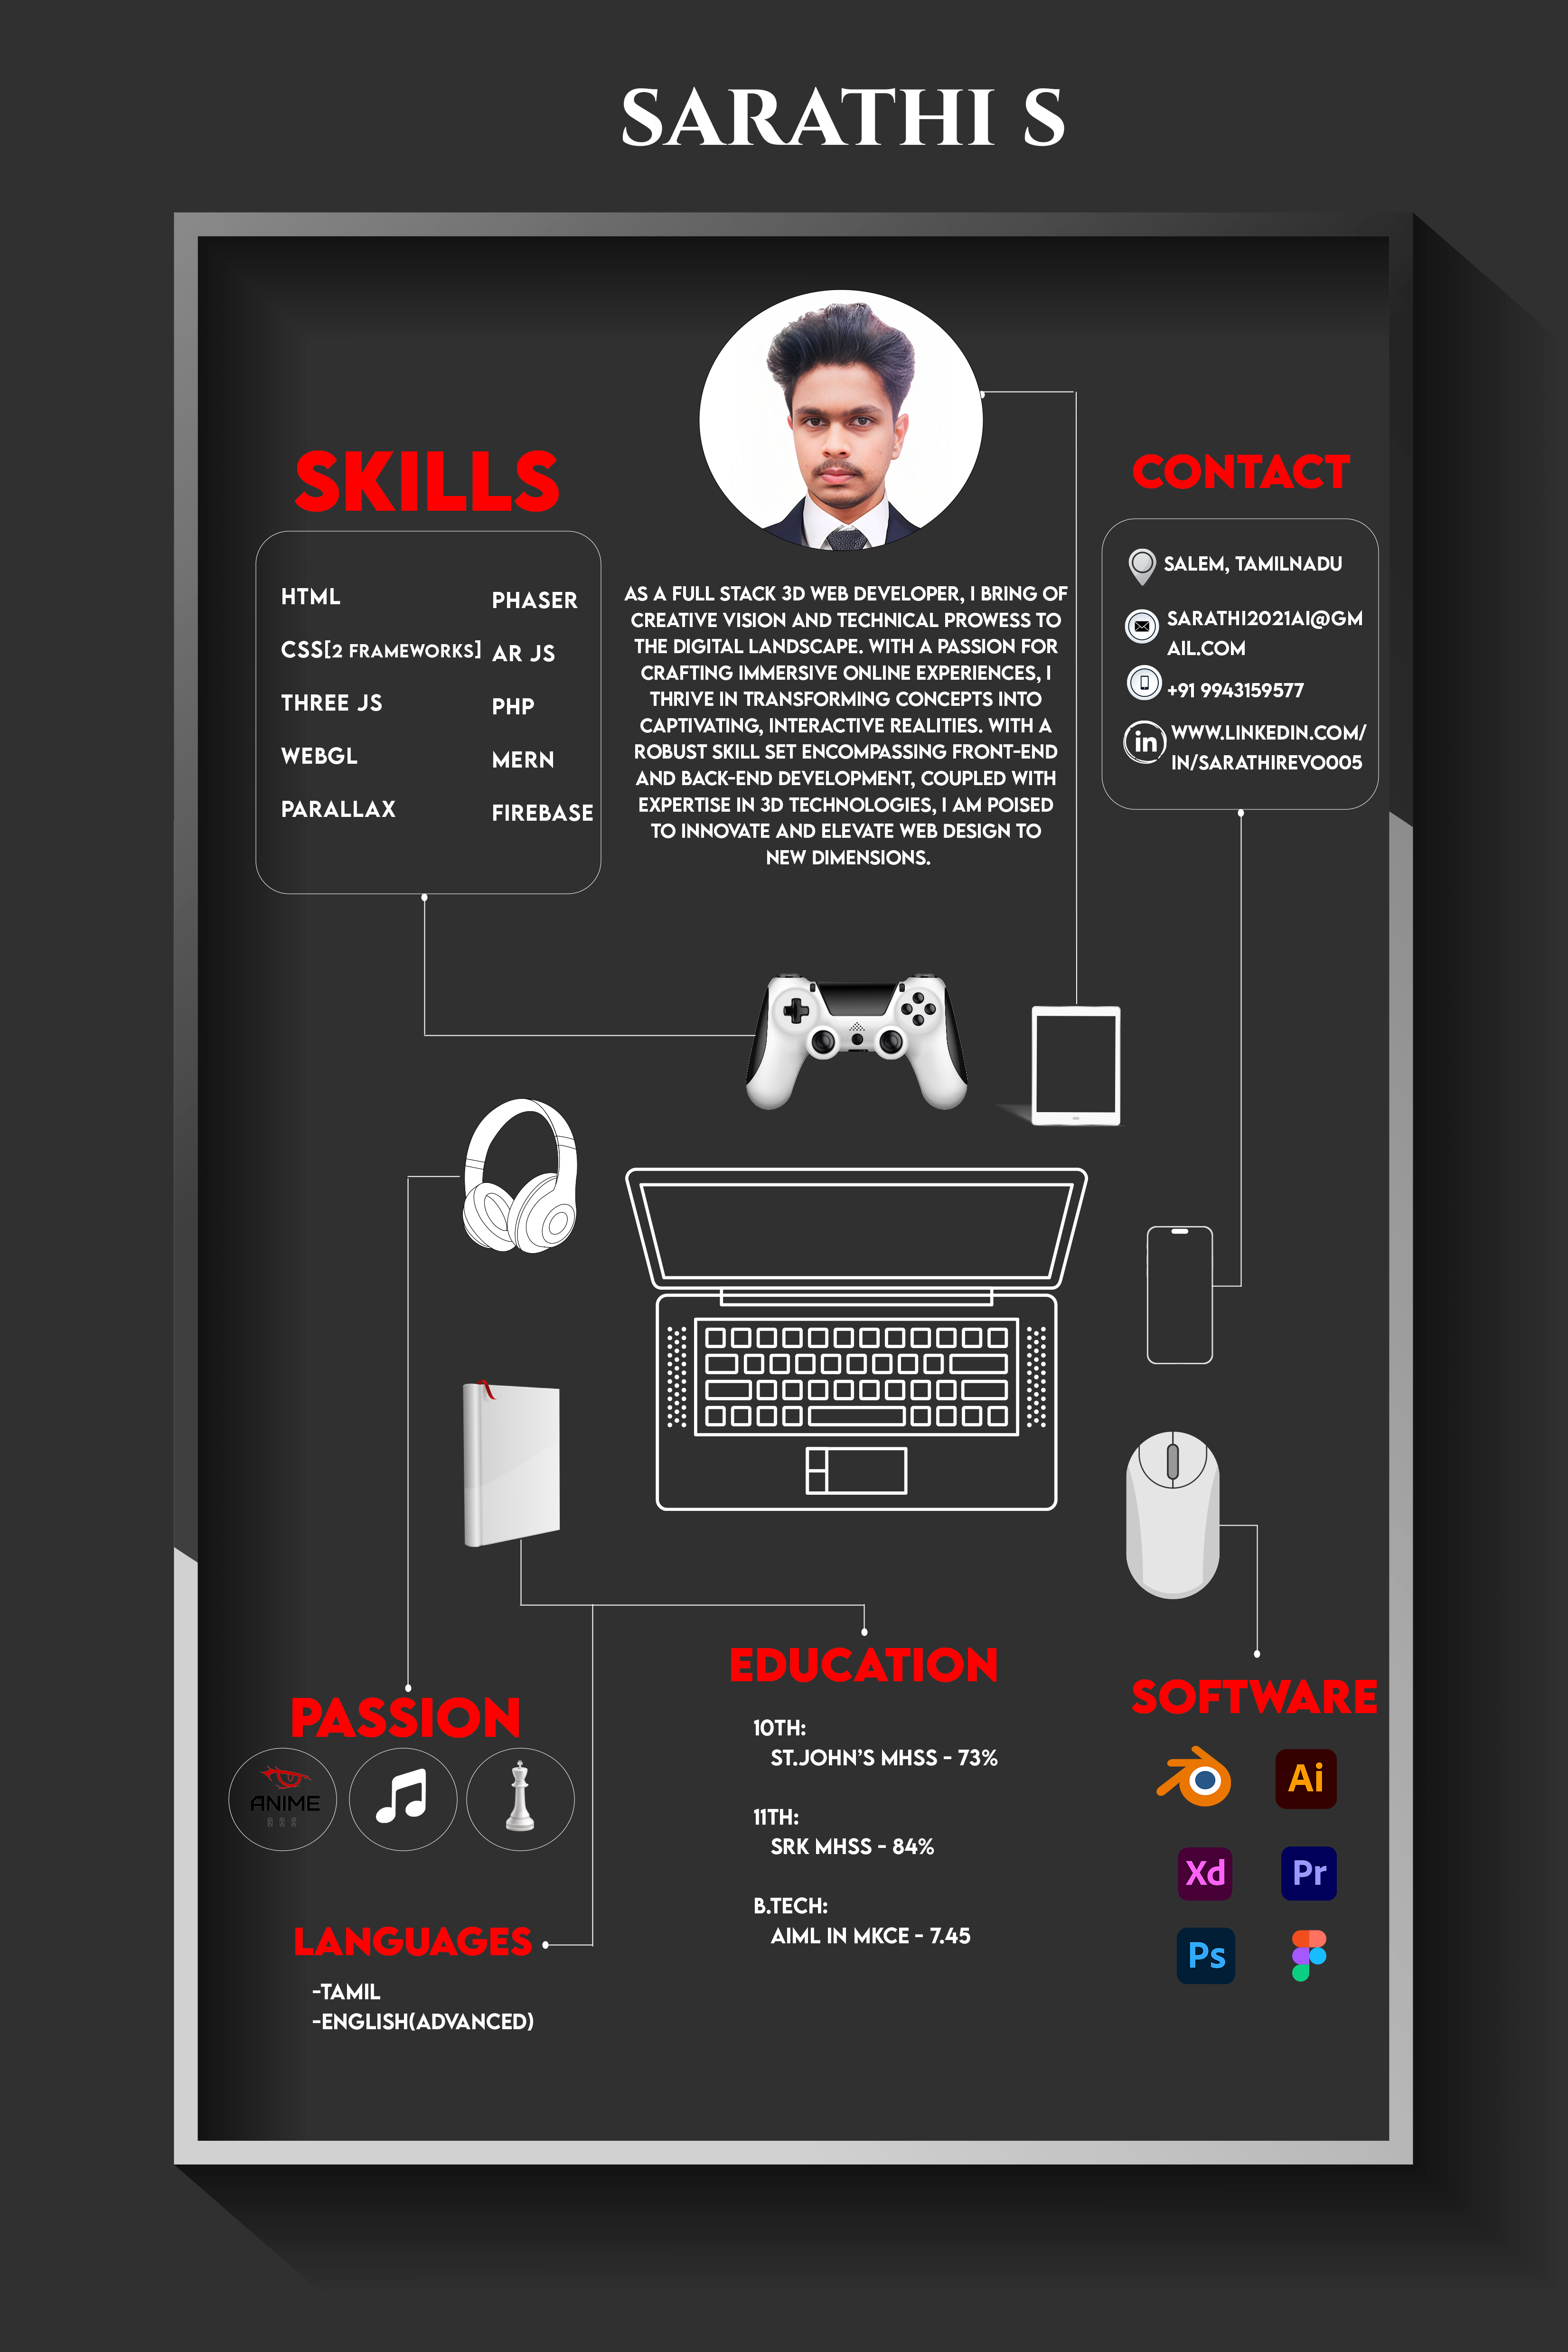 SARATHI S
SKILLS
HTML
CSS[2 FRAMEWORKS]
THREE JS
WEBGL
PARALLAX
PHASER
AR JS
PHP
MERN
FIREBASE
AS A FULL STACK 3D WEB DEVELOPER, I BRING OF
CREATIVE VISION AND TECHNICAL PROWESS TO
THE DIGITAL LANDSCAPE. WITH A PASSION FOR
CRAFTING IMMERSIVE ONLINE EXPERIENCES, I
THRIVE IN TRANSFORMING CONCEPTS INTO
CAPTIVATING, INTERACTIVE REALITIES. WITH A
ROBUST SKILL SET ENCOMPASSING FRONT-END
AND BACK-END DEVELOPMENT, COUPLED WITH
EXPERTISE IN 3D TECHNOLOGIES, I AM POISED
TO INNOVATE AND ELEVATE WEB DESIGN TO
NEW DIMENSIONS.
CONTACT
SALEM, TAMILNADU
SARATHI2021AI@GM
AIL.COM
+91 9943159577
in
WWW.LINKEDIN.COM/
IN/SARATHIREVO005
PASSION
ANIME
LANGUAGES
-TAMIL
-ENGLISH(ADVANCED)
EDUCATION
10TH:
ST.JOHN'S MHSS - 73%
11TH:
SRK MHSS - 84%
B.TECH:
AIML IN MKCE - 7.45
SOFTWARE
Ai
Xd
Pr
Ps